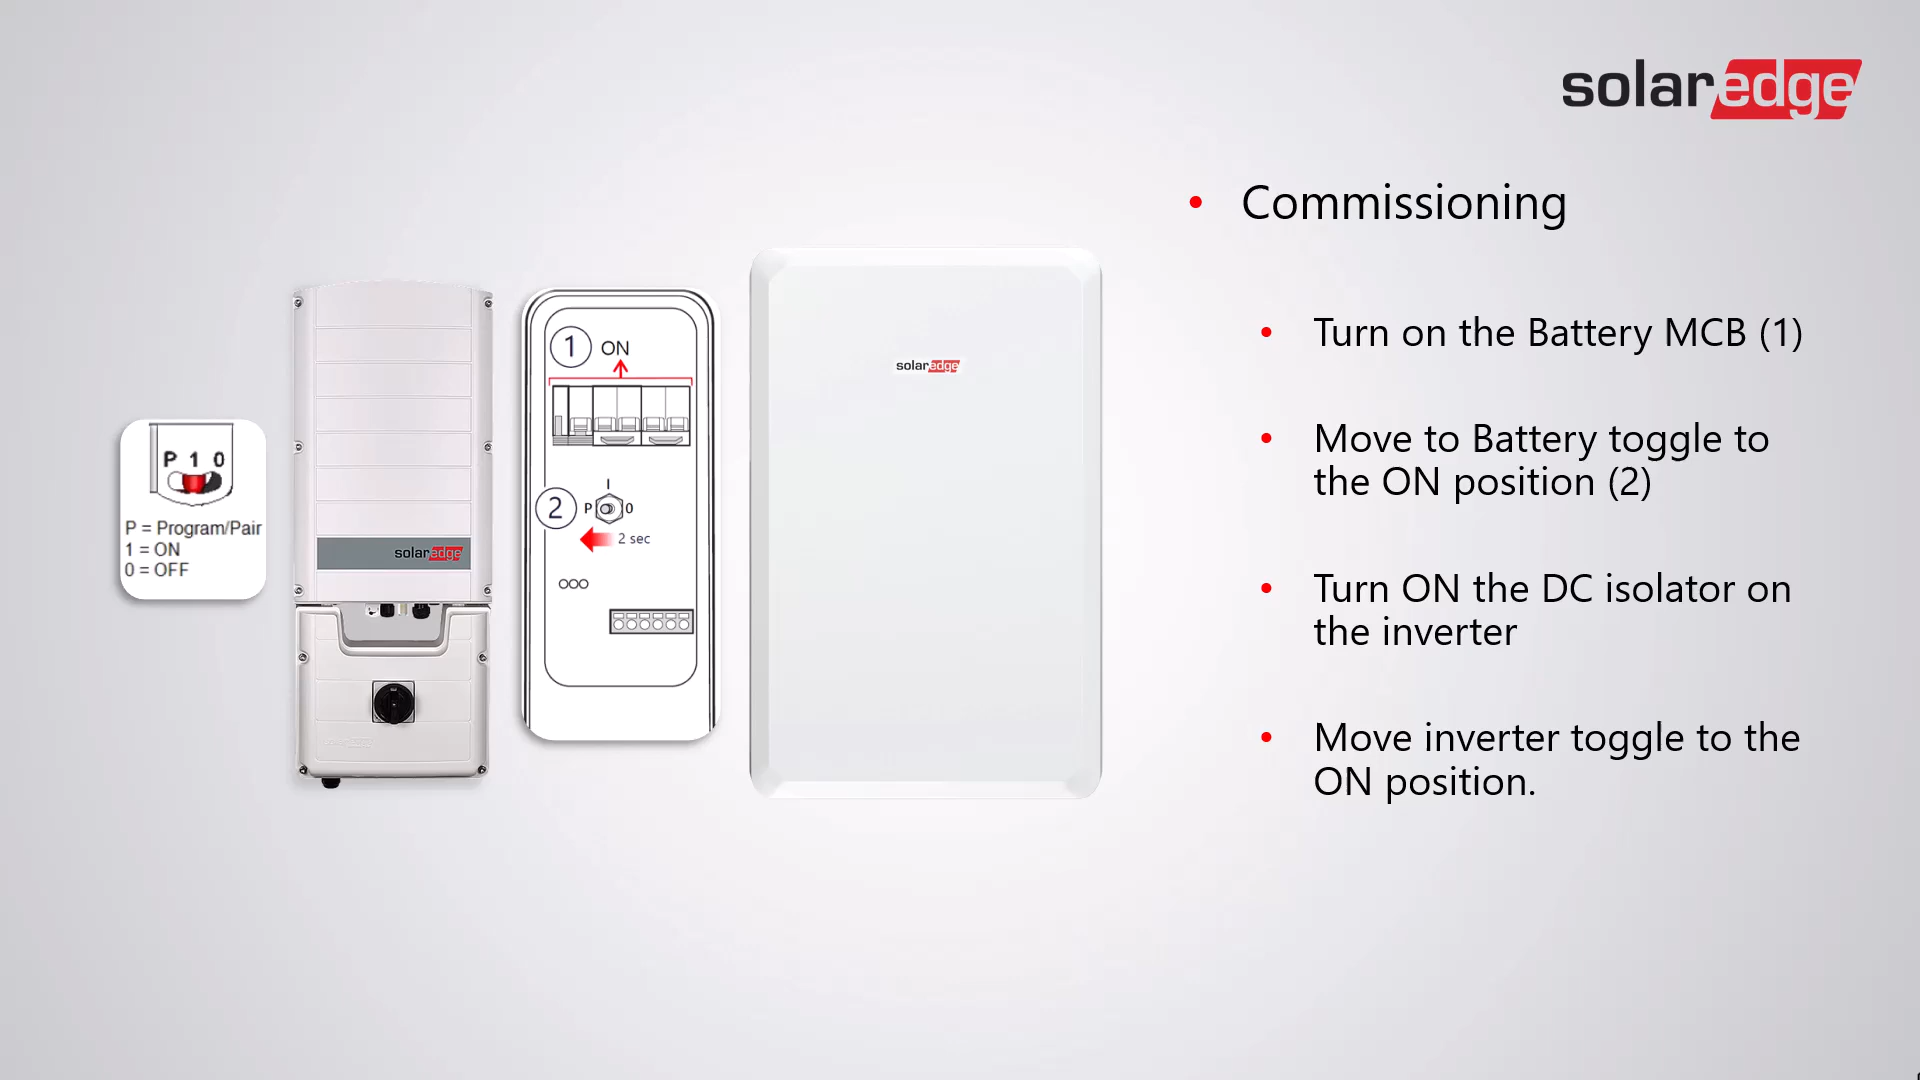 solaredge
• Commissioning
• Turn on the Battery MCB (1)
• Move to Battery toggle to
the ON position (2)
• Turn ON the DC isolator on
the inverter
• Move inverter toggle to the
ON position.
P 1 0
P = Program/Pair
1 = ON
0 = OFF
solaredge
1 ON
I
2 P 0
2 sec
solaredge